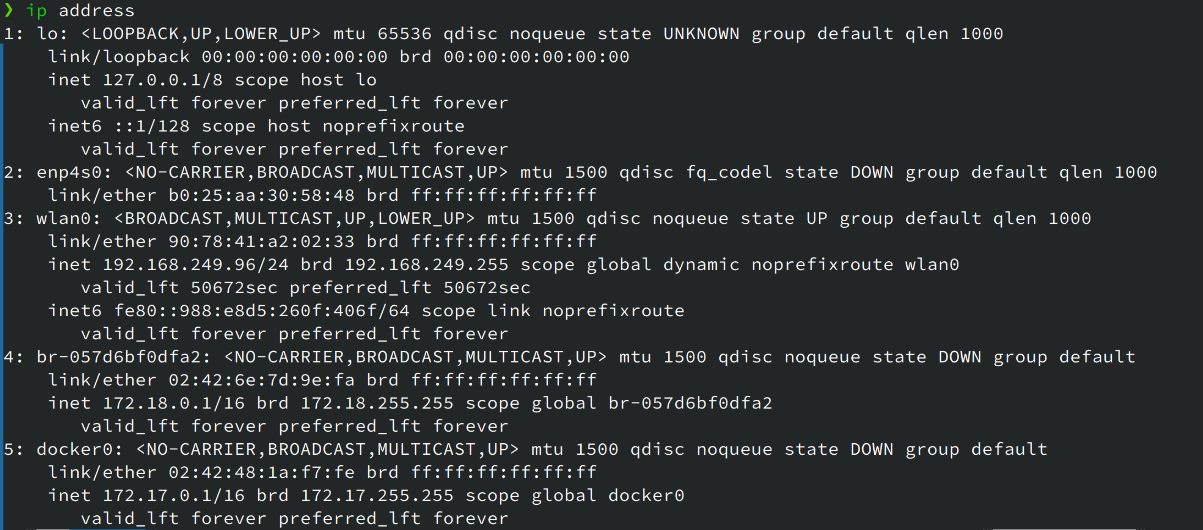 ❯ ip address
1: lo: <LOOPBACK,UP,LOWER_UP> mtu 65536 qdisc noqueue state UNKNOWN group default qlen 1000
    link/loopback 00:00:00:00:00:00 brd 00:00:00:00:00:00
    inet 127.0.0.1/8 scope host lo
       valid_lft forever preferred_lft forever
    inet6 ::1/128 scope host noprefixroute
       valid_lft forever preferred_lft forever
2: enp4s0: <NO-CARRIER,BROADCAST,MULTICAST,UP> mtu 1500 qdisc fq_codel state DOWN group default qlen 1000
    link/ether b0:25:aa:30:58:48 brd ff:ff:ff:ff:ff:ff
3: wlan0: <BROADCAST,MULTICAST,UP,LOWER_UP> mtu 1500 qdisc noqueue state UP group default qlen 1000
    link/ether 90:78:41:a2:02:33 brd ff:ff:ff:ff:ff:ff
    inet 192.168.249.96/24 brd 192.168.249.255 scope global dynamic noprefixroute wlan0
       valid_lft 50672sec preferred_lft 50672sec
    inet6 fe80::988:e8d5:260f:406f/64 scope link noprefixroute
       valid_lft forever preferred_lft forever
4: br-057d6bf0dfa2: <NO-CARRIER,BROADCAST,MULTICAST,UP> mtu 1500 qdisc noqueue state DOWN group default
    link/ether 02:42:6e:7d:9e:fa brd ff:ff:ff:ff:ff:ff
    inet 172.18.0.1/16 brd 172.18.255.255 scope global br-057d6bf0dfa2
       valid_lft forever preferred_lft forever
5: docker0: <NO-CARRIER,BROADCAST,MULTICAST,UP> mtu 1500 qdisc noqueue state DOWN group default
    link/ether 02:42:48:1a:f7:fe brd ff:ff:ff:ff:ff:ff
    inet 172.17.0.1/16 brd 172.17.255.255 scope global docker0
       valid_lft forever preferred_lft forever